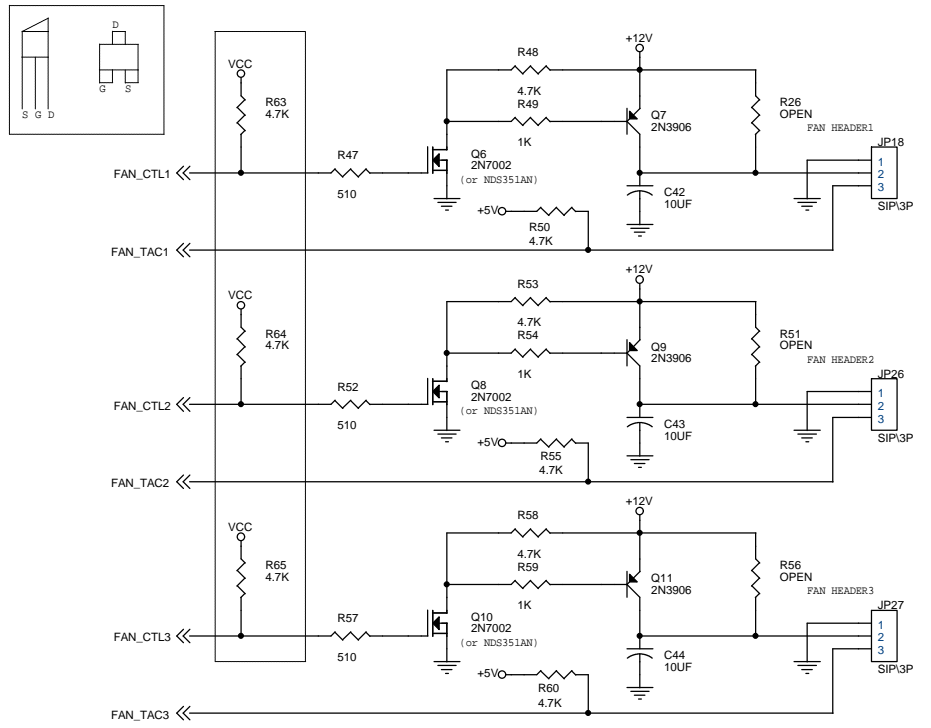 D
S G D
G S
VCC
R63
4.7K
FAN_CTL1
R47
510
Q6
2N7002
(or NDS351AN)
R48
4.7K
R49
1K
+12V
Q7
2N3906
R26
OPEN
FAN HEADER1
JP18
1
2
3
SIP\3P
C42
10UF
+5V
R50
4.7K
FAN_TAC1
VCC
R64
4.7K
FAN_CTL2
R52
510
Q8
2N7002
(or NDS351AN)
R53
4.7K
R54
1K
+12V
Q9
2N3906
R51
OPEN
FAN HEADER2
JP26
1
2
3
SIP\3P
C43
10UF
+5V
R55
4.7K
FAN_TAC2
VCC
R65
4.7K
FAN_CTL3
R57
510
Q10
2N7002
(or NDS351AN)
R58
4.7K
R59
1K
+12V
Q11
2N3906
R56
OPEN
FAN HEADER3
JP27
1
2
3
SIP\3P
C44
10UF
+5V
R60
4.7K
FAN_TAC3